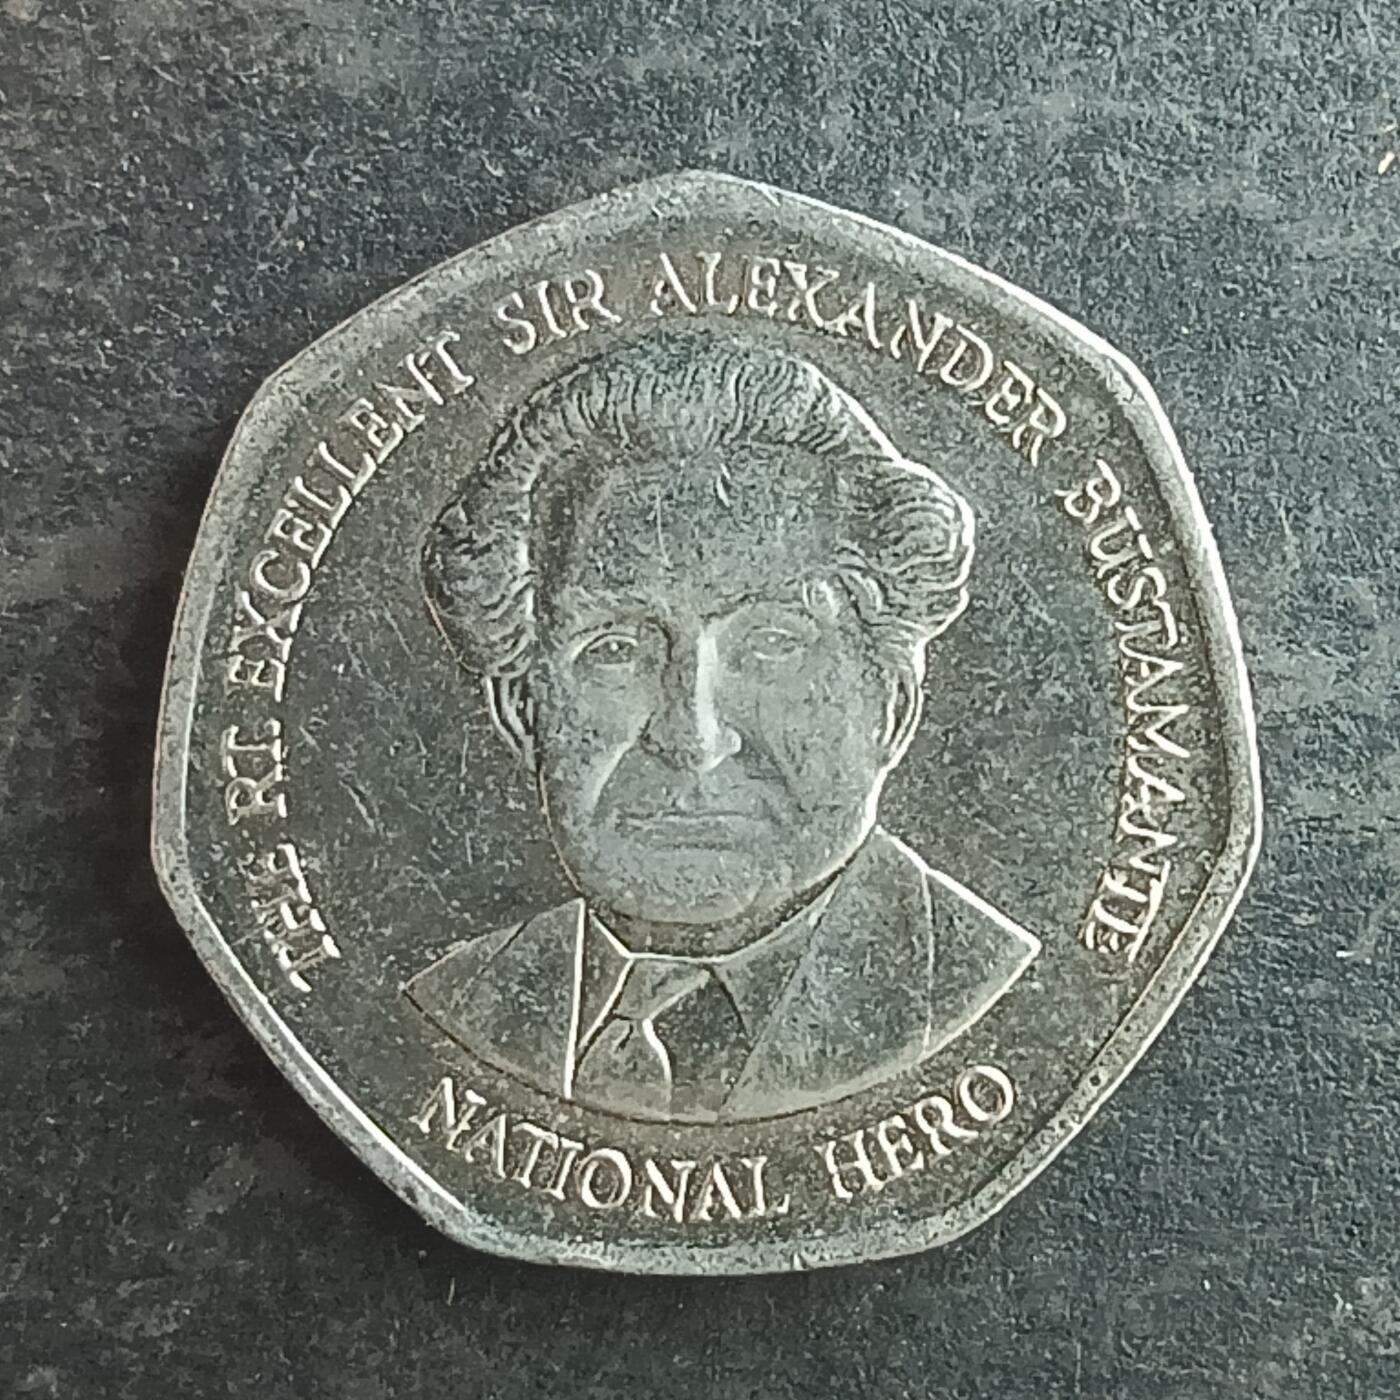 THE RT. EXCELLENT SIR ALEXANDER BUSTAMANTE
NATIONAL HERO